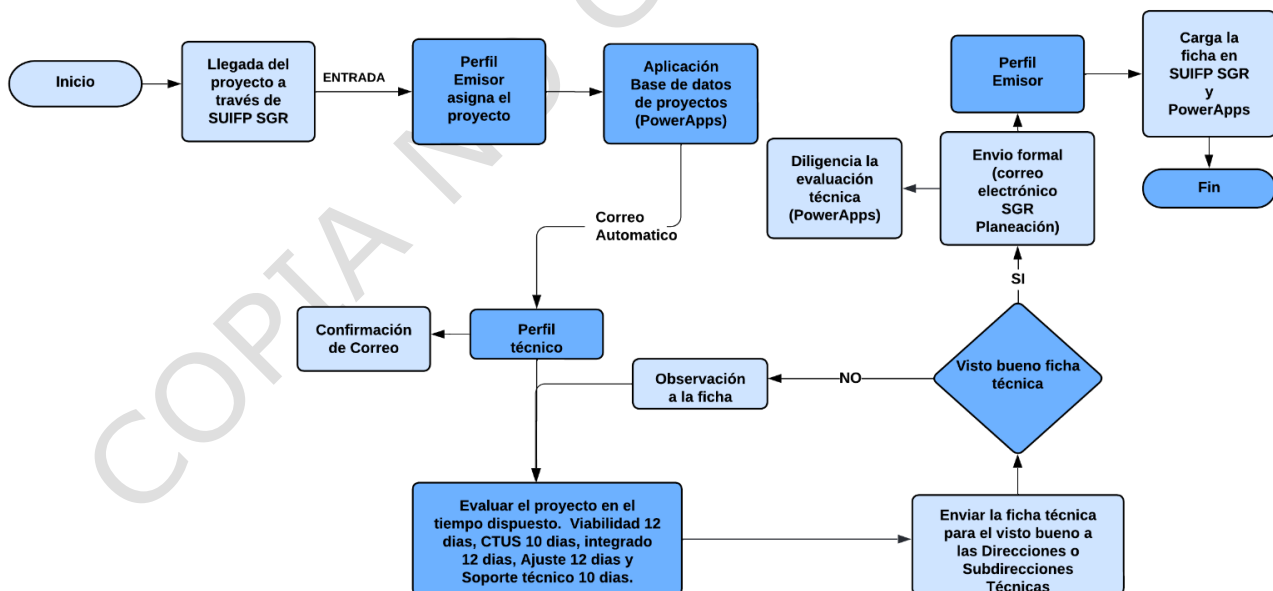 Inicio
Llegada del
proyecto a
través de
SUIFP SGR
ENTRADA
Perfil
Emisor
asigna el
proyecto
Aplicación
Base de datos
de proyectos
(PowerApps)
Perfil
Emisor
Carga la
ficha en
SUIFP SGR
y
PowerApps
Fin
Diligencia la
evaluación
técnica
(PowerApps)
Envio formal
(correo
electrónico
SGR
Planeación)
Correo
Automatico
SI
Confirmación
de Correo
Perfil
técnico
Observación
a la ficha
NO
Visto bueno ficha
técnica
Evaluar el proyecto en el
tiempo dispuesto. Viabilidad 12
dias, CTUS 10 dias, integrado
12 dias, Ajuste 12 dias y
Soporte técnico 10 dias.
Enviar la ficha técnica
para el visto bueno a
las Direcciones o
Subdirecciones
Técnicas
COPIA